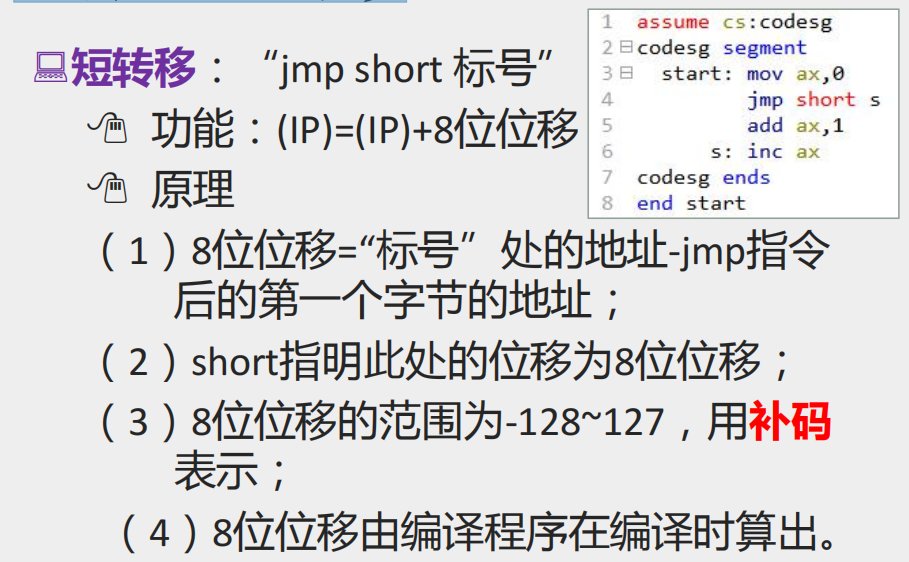 短转移：“jmp short 标号”
功能：(IP)=(IP)+8位位移
原理
（1）8位位移=“标号”处的地址-jmp指令
后的第一个字节的地址；
（2）short指明此处的位移为8位位移；
（3）8位位移的范围为-128~127，用补码
表示；
（4）8位位移由编译程序在编译时算出。
1 assume cs:codesg
2 codesg segment
3 start: mov ax,0
4 jmp short s
5 add ax,1
6 s: inc ax
7 codesg ends
8 end start